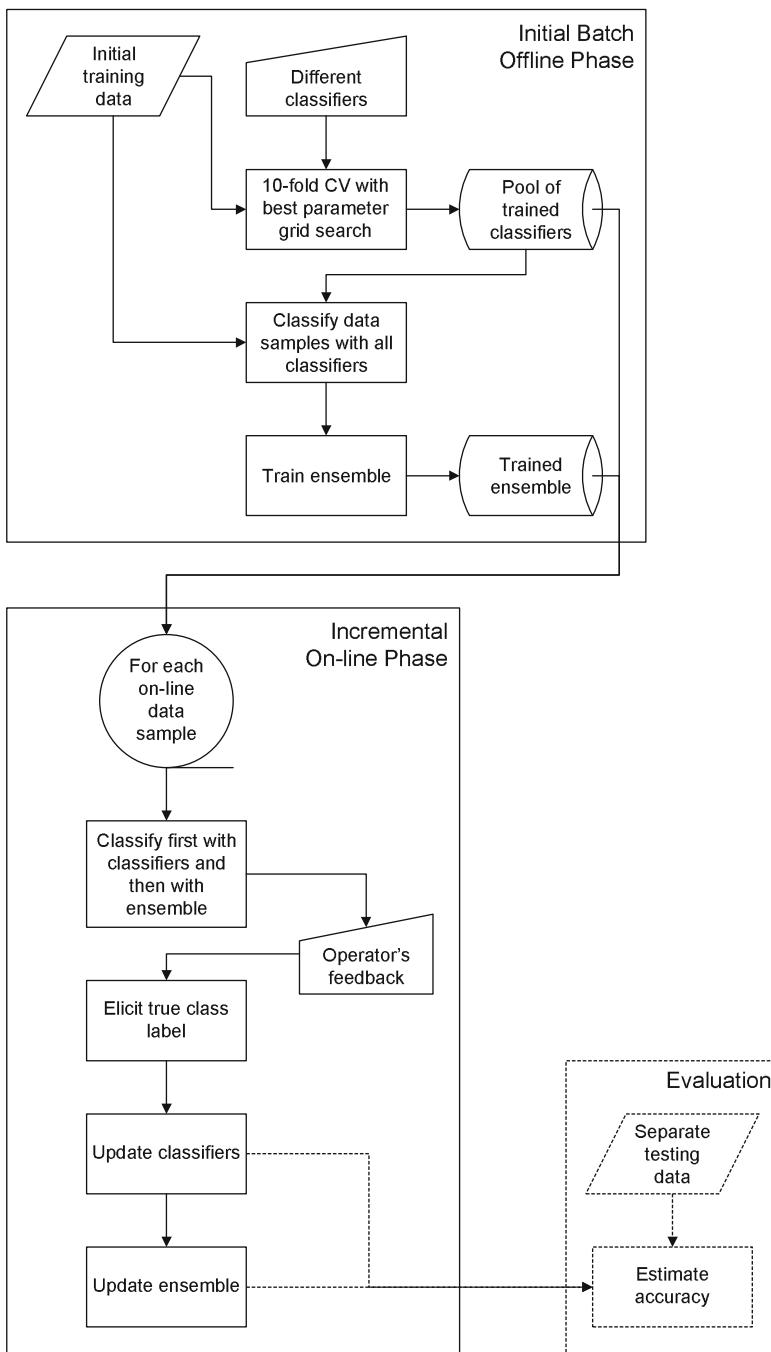 Initial Batch
Offline Phase
Initial
training
data
Different
classifiers
10-fold CV with
best parameter
grid search
Pool of
trained
classifiers
Classify data
samples with all
classifiers
Train ensemble
Trained
ensemble
Incremental
On-line Phase
For each
on-line
data
sample
Classify first with
classifiers and
then with
ensemble
Operator's
feedback
Elicit true class
label
Update classifiers
Update ensemble
Evaluation
Separate
testing
data
Estimate
accuracy